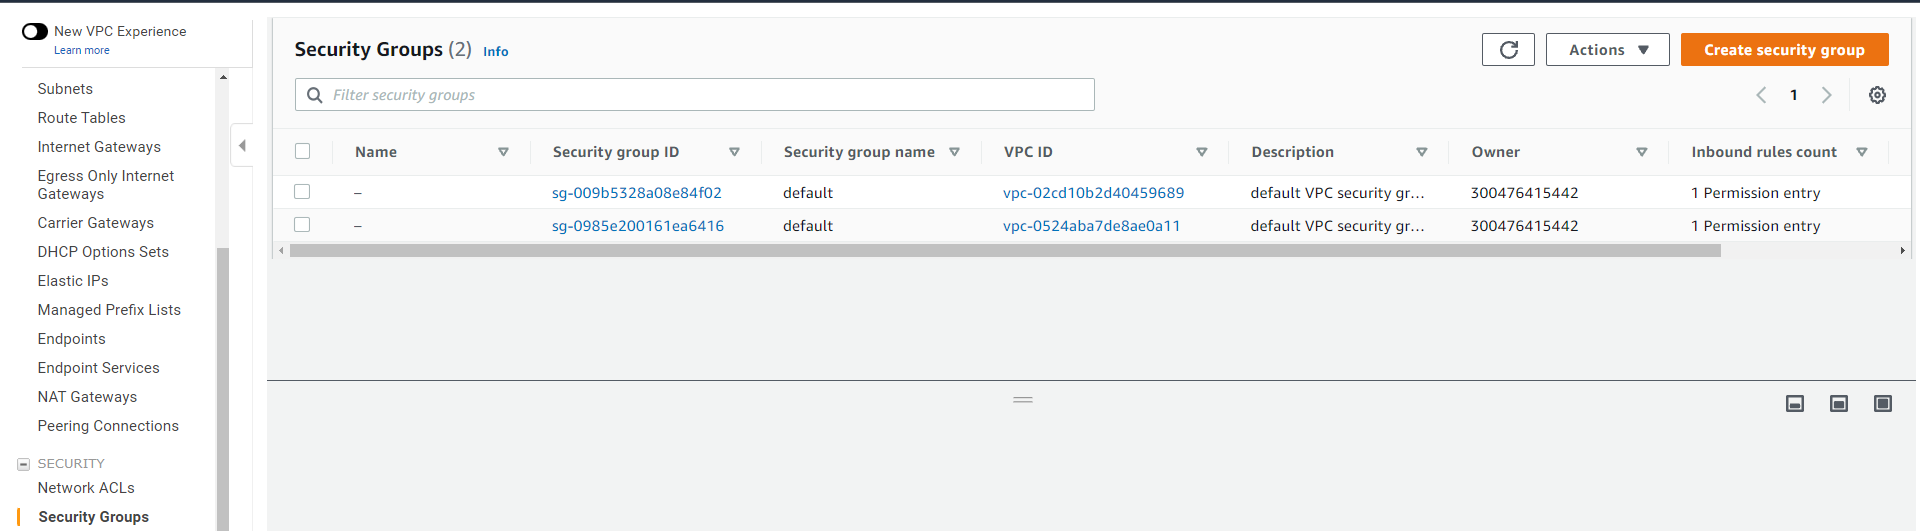 New VPC Experience
Learn more
Subnets
Route Tables
Internet Gateways
Egress Only Internet
Gateways
Carrier Gateways
DHCP Options Sets
Elastic IPs
Managed Prefix Lists
Endpoints
Endpoint Services
NAT Gateways
Peering Connections
SECURITY
Network ACLs
Security Groups
Security Groups (2) Info
Actions
Create security group
Filter security groups
1
Name Security group ID Security group name VPC ID Description Owner Inbound rules count
– sg-009b5328a08e84f02 default vpc-02cd10b2d40459689 default VPC security gr... 300476415442 1 Permission entry
– sg-0985e200161ea6416 default vpc-0524aba7de8ae0a11 default VPC security gr... 300476415442 1 Permission entry